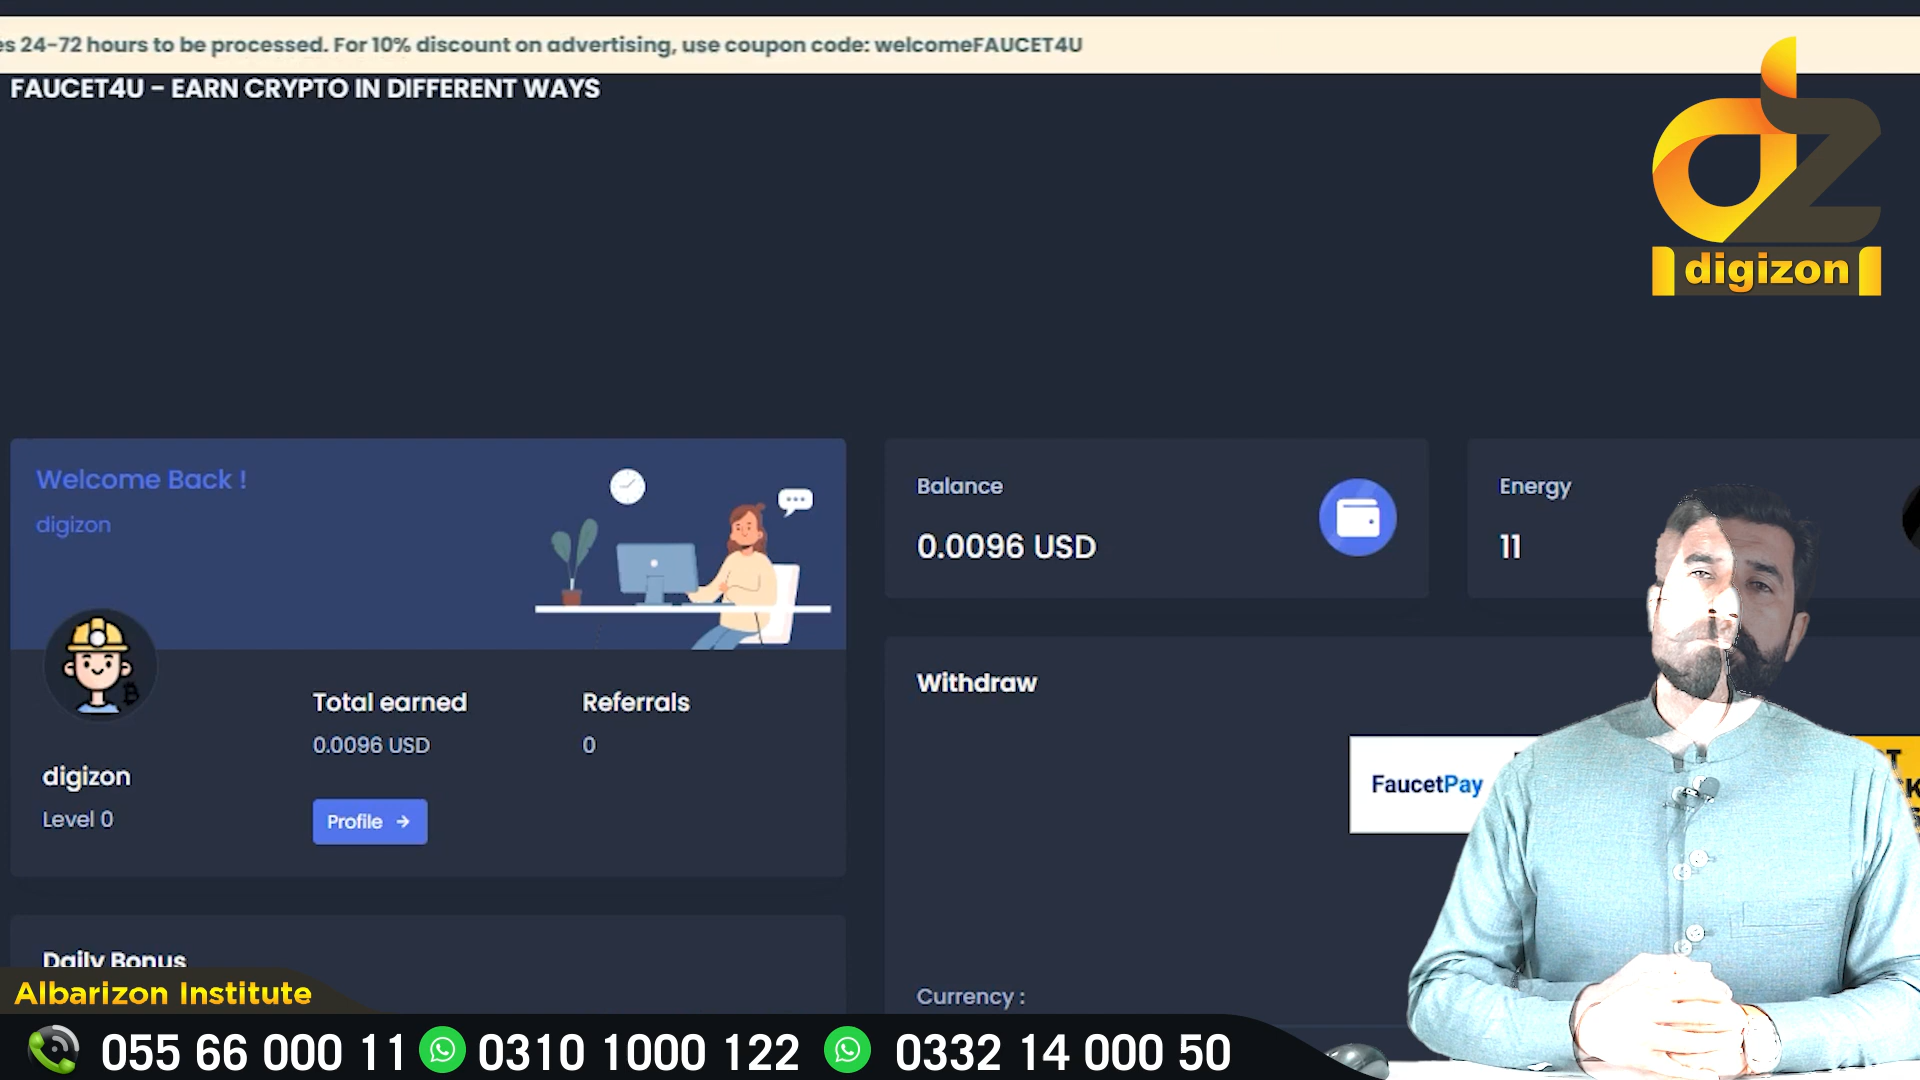 es 24-72 hours to be processed. For 10% discount on advertising, use coupon code: welcomeFAUCET4U
FAUCET4U - EARN CRYPTO IN DIFFERENT WAYS
dz
digizon
Welcome Back !
digizon
Balance
0.0096 USD
Energy
11
Total earned
0.0096 USD
Referrals
0
digizon
Level 0
Profile →
Withdraw
FaucetPay
Daily Bonus
Currency :
Albarizon Institute
055 66 000 11 0310 1000 122 0332 14 000 50